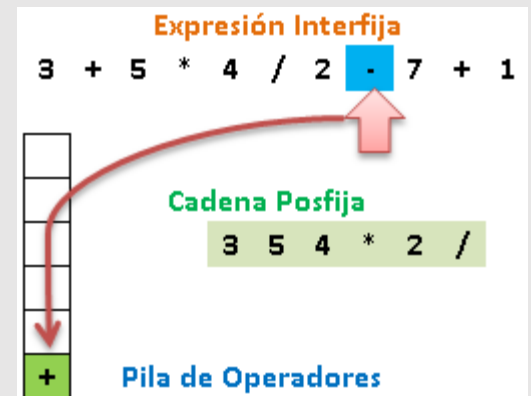 Expresión Interfija
3 + 5 * 4 / 2 - 7 + 1
Cadena Posfija
3 5 4 * 2 /
+
Pila de Operadores